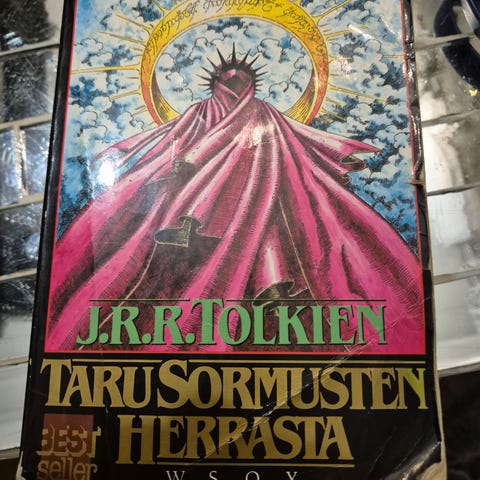 J.R.R.TOLKIEN
TARU SORMUSTEN
HERRASTA
BEST
seller
WSOY